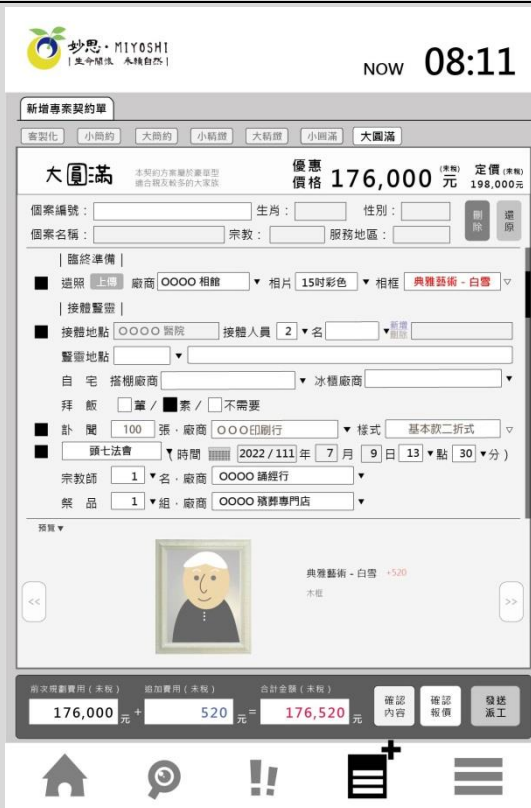 妙思·MIYOSHI
生命關懷 永續自然
NOW 08:11
新增專案契約單
客製化 小簡約 大簡約 小精緻 大精緻 小圓滿 大圓滿
大圓滿 本契約方案屬於豪華型 適合親友較多的大家族 優惠價格 176,000 (未稅)元 定價(未稅) 198,000元
個案編號： 生肖： 性別： 刪除 還原
個案名稱： 宗教： 服務地區：
|臨終準備|
遺照 上傳 廠商 OOOO 相館 ▼ 相片 15吋彩色 ▼ 相框 典雅藝術 - 白雪 ▽
|接體豎靈|
接體地點 OOOO 醫院 接體人員 2 ▼名 ▼ 新增 刪除
豎靈地點 ▼
自 宅 搭棚廠商 ▼ 冰櫃廠商 ▼
拜 飯 葷 / 素 / 不需要
訃 聞 100 張．廠商 OOO印刷行 ▼ 樣式 基本款二折式 ▽
頭七法會 ▼ 時間 2022 / 111 年 7 月 9 日 13 ▼點 30 ▼分 )
宗教師 1 ▼名．廠商 OOOO 誦經行 ▼
祭 品 1 ▼組．廠商 OOOO 殯葬專門店 ▼
預覽▼
典雅藝術 - 白雪 +520
木框
<< >>
前次規劃費用(未稅) 追加費用(未稅) 合計金額(未稅)
176,000 元 + 520 元 = 176,520 元 確認內容 確認報價 發送派工